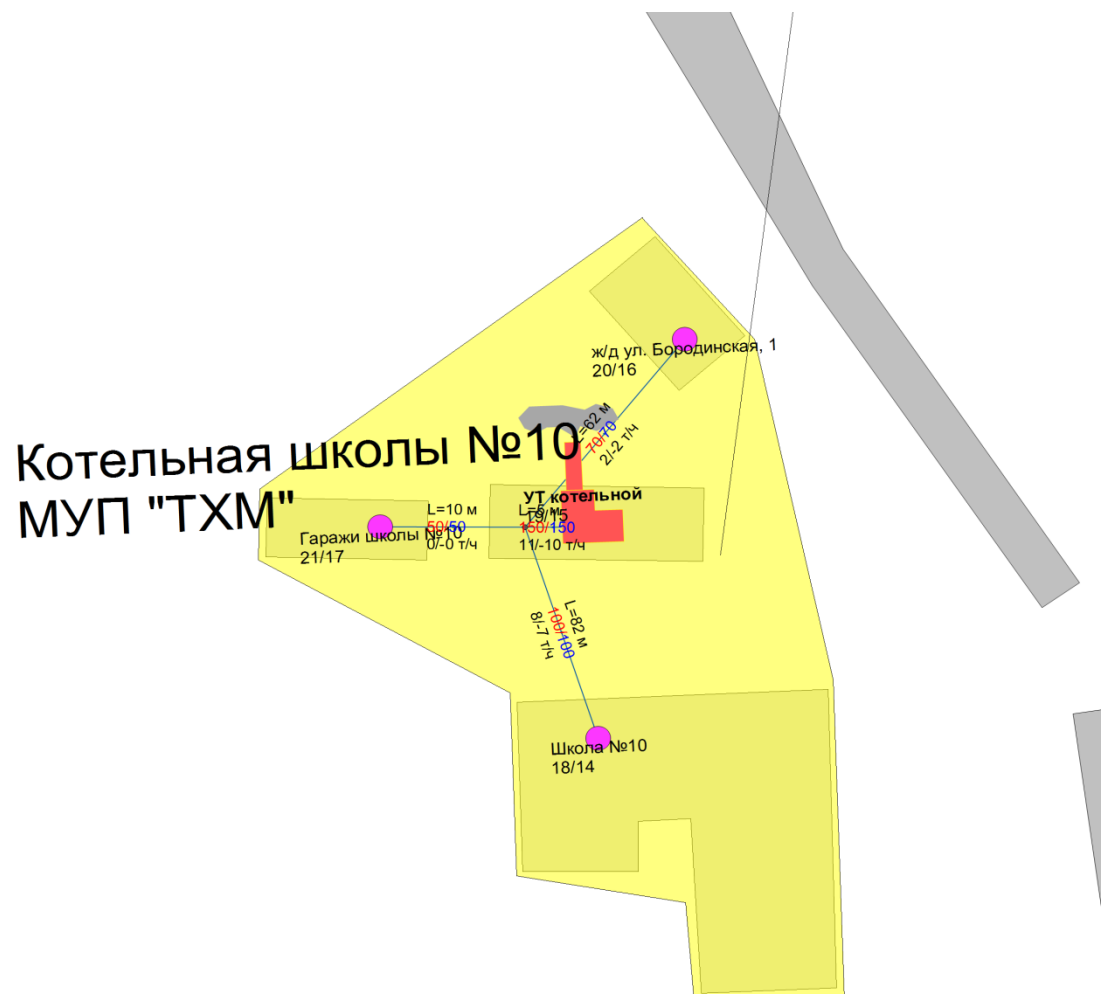 ж/д ул. Бородинская, 1
20/16
L=62 м
70/70
2/-2 т/ч
Котельная школы №10
МУП "ТХМ"
УТ котельной
19/15
L=10 м
50/50
0/-0 т/ч
L=6 м
150/150
11/-10 т/ч
Гаражи школы №10
21/17
L=82 м
100/100
8/-7 т/ч
Школа №10
18/14